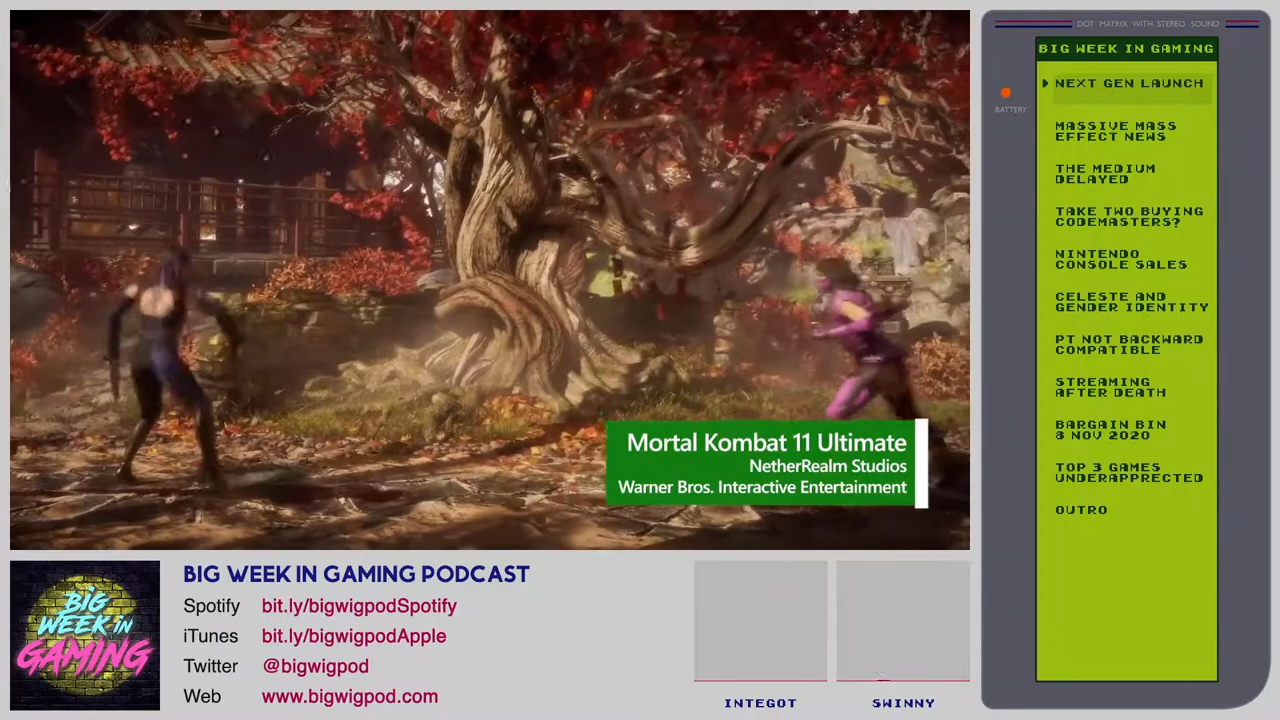 DOT MATRIX WITH STEREO SOUND
BIG WEEK IN GAMING
NEXT GEN LAUNCH
BATTERY
MASSIVE MASS
EFFECT NEWS
THE MEDIUM
DELAYED
TAKE TWO BUYING
CODEMASTERS?
NINTENDO
CONSOLE SALES
CELESTE AND
GENDER IDENTITY
PT NOT BACKWARD
COMPATIBLE
STREAMING
AFTER DEATH
BARGAIN BIN
8 NOV 2020
TOP 3 GAMES
UNDERAPPRECTED
OUTRO
Mortal Kombat 11 Ultimate
NetherRealm Studios
Warner Bros. Interactive Entertainment
BIG
WEEK IN
GAMING
BIG WEEK IN GAMING PODCAST
Spotify bit.ly/bigwigpodSpotify
iTunes bit.ly/bigwigpodApple
Twitter @bigwigpod
Web www.bigwigpod.com
INTEGOT
SWINNY